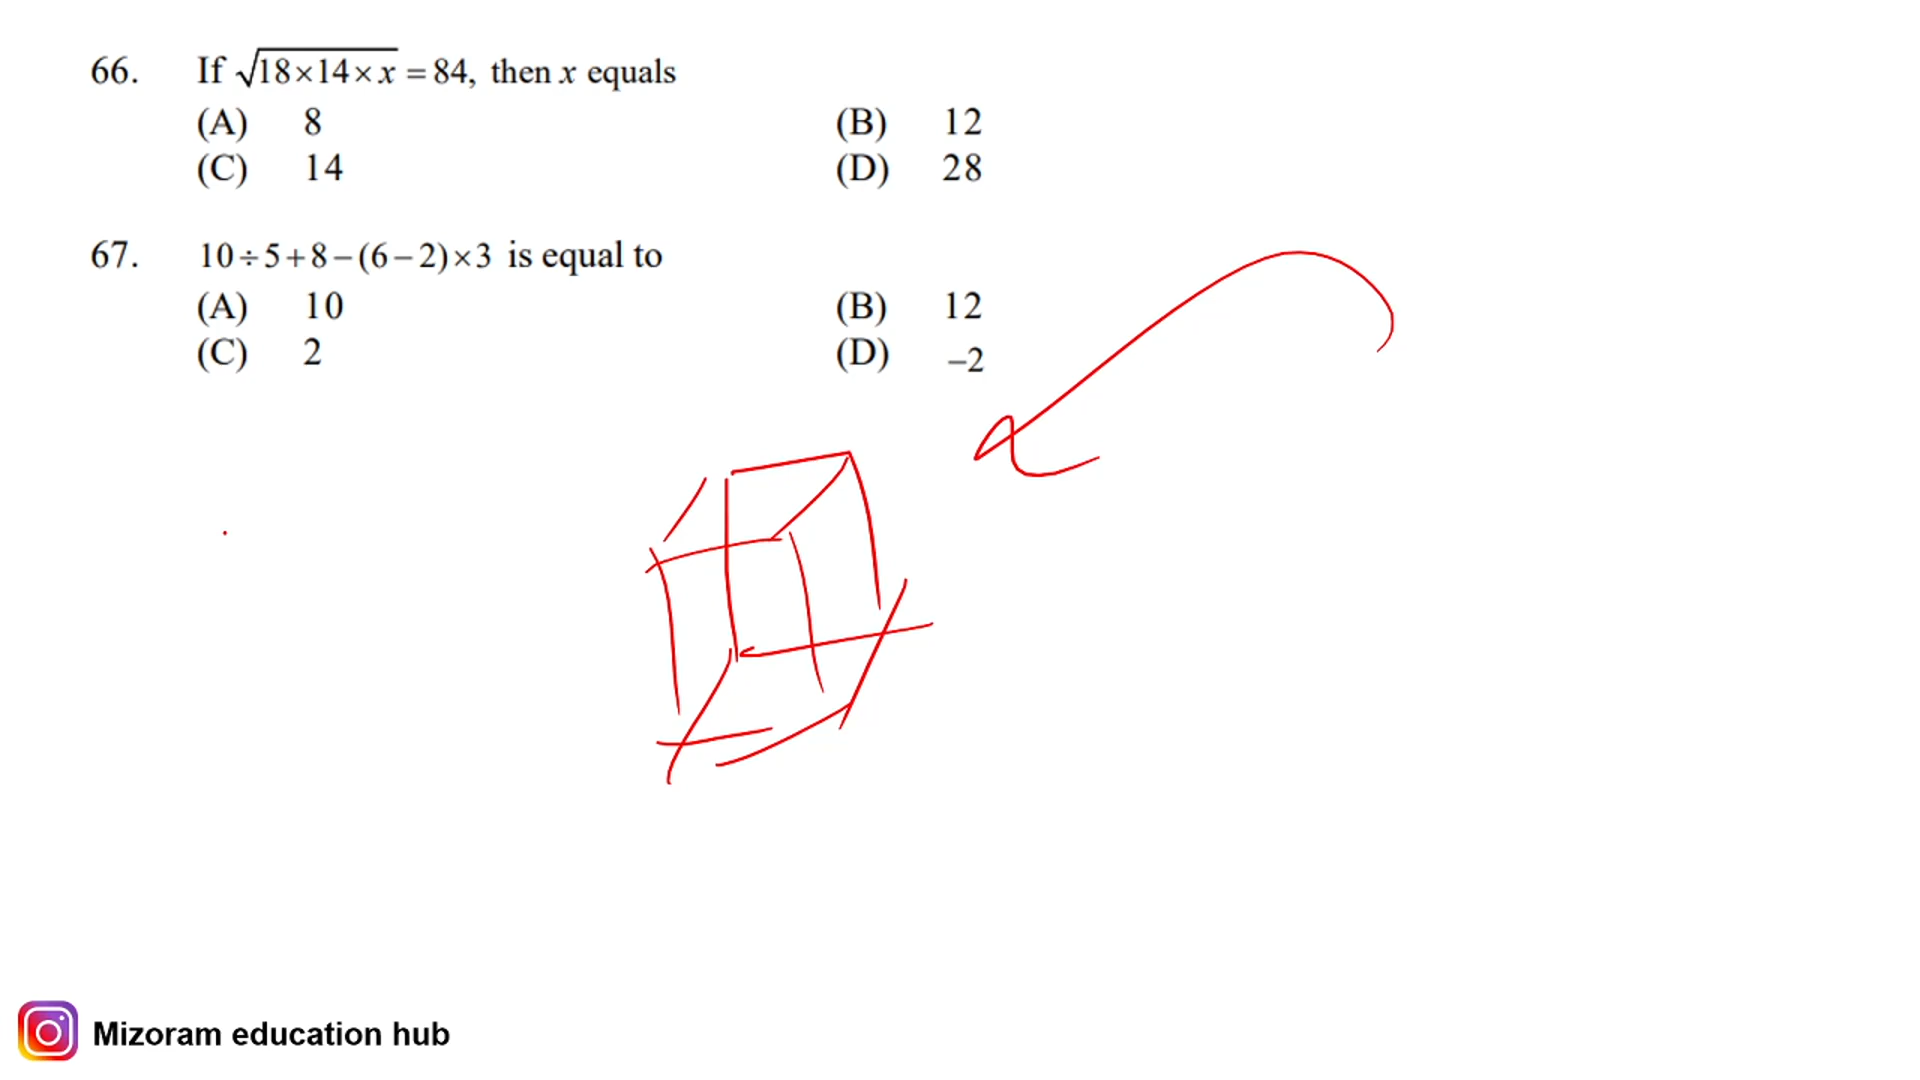 66. If √18×14×x = 84, then x equals
(A) 8 (B) 12
(C) 14 (D) 28
67. 10÷5+8−(6−2)×3 is equal to
(A) 10 (B) 12
(C) 2 (D) –2
Mizoram education hub